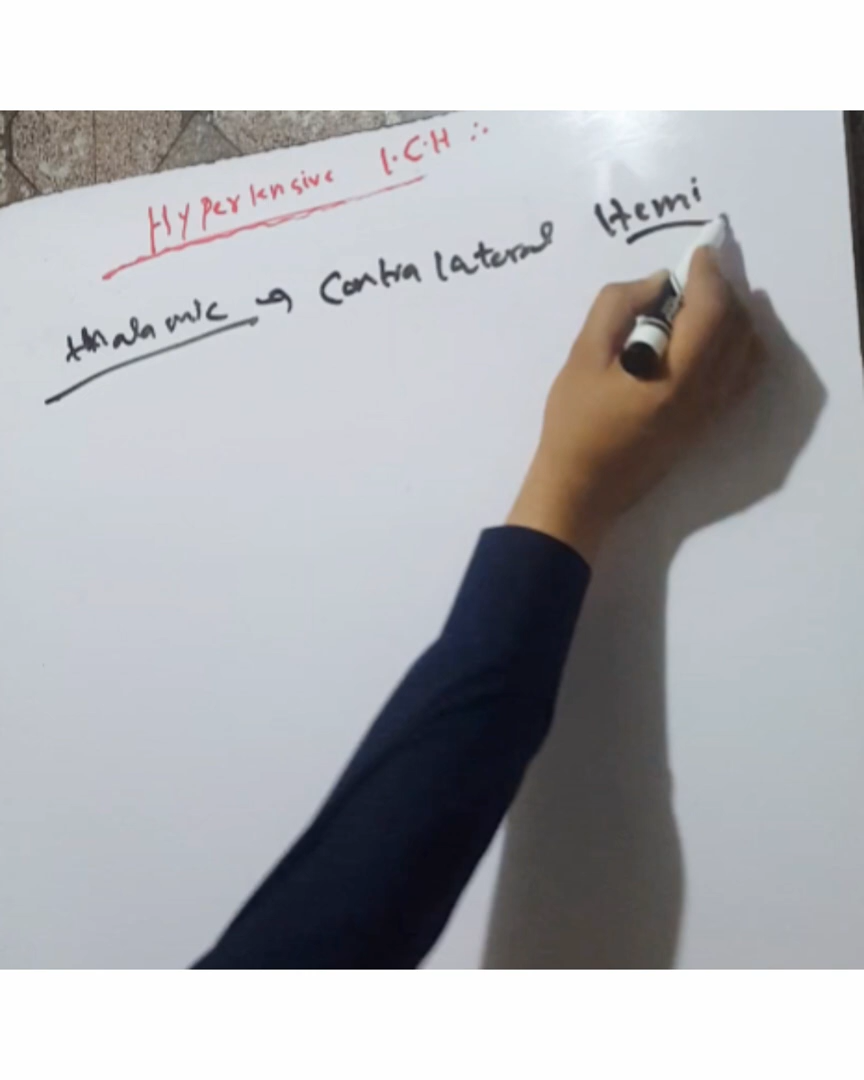 Hypertensive I.C.H ∴
thalamic → Contralateral Hemi